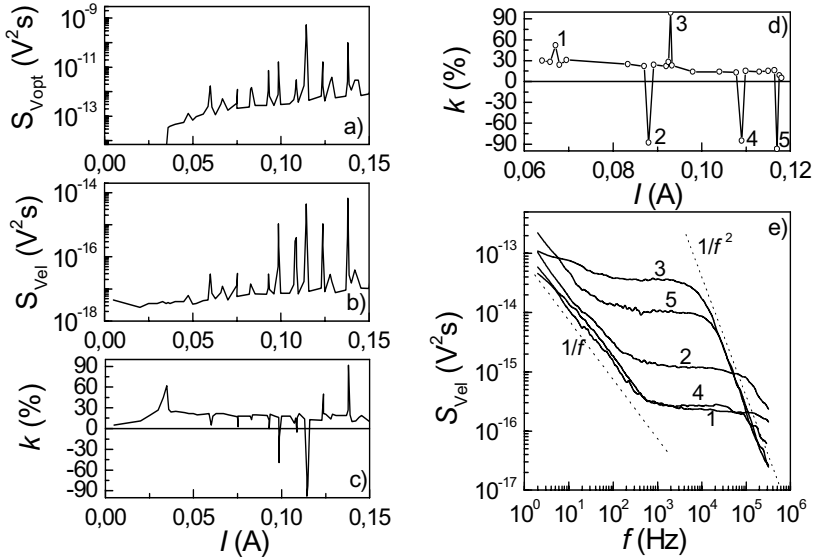 S_Vopt (V²s)
10⁻⁹
10⁻¹¹
10⁻¹³
a)
0,00 0,05 0,10 0,15
S_Vel (V²s)
10⁻¹⁴
10⁻¹⁶
10⁻¹⁸
b)
0,00 0,05 0,10 0,15
k (%)
90
60
30
0
-30
-60
-90
c)
0,00 0,05 0,10 0,15
I (A)
k (%)
90
60
30
0
-30
-60
-90
d)
1
2
3
4
5
0,06 0,08 0,10 0,12
I (A)
S_Vel (V²s)
10⁻¹³
10⁻¹⁴
10⁻¹⁵
10⁻¹⁶
10⁻¹⁷
e)
1/f²
3
5
1/f
2
4
1
10⁰ 10¹ 10² 10³ 10⁴ 10⁵ 10⁶
f (Hz)